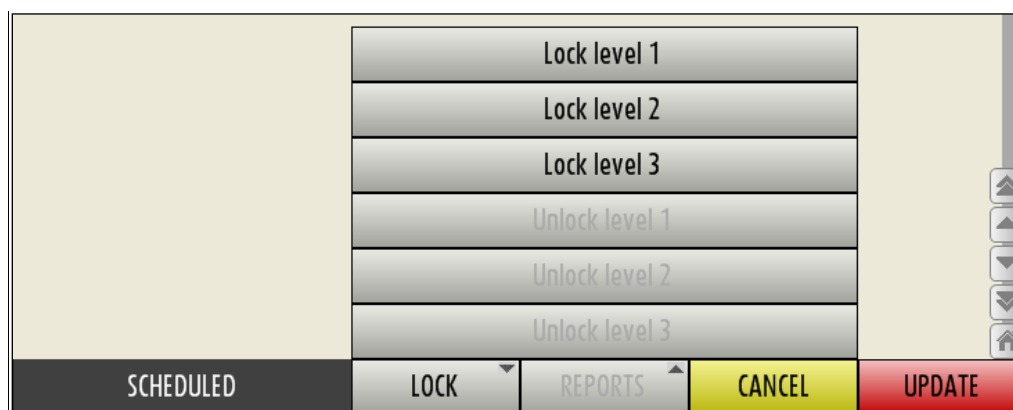 Lock level 1
Lock level 2
Lock level 3
Unlock level 1
Unlock level 2
Unlock level 3
SCHEDULED LOCK REPORTS CANCEL UPDATE